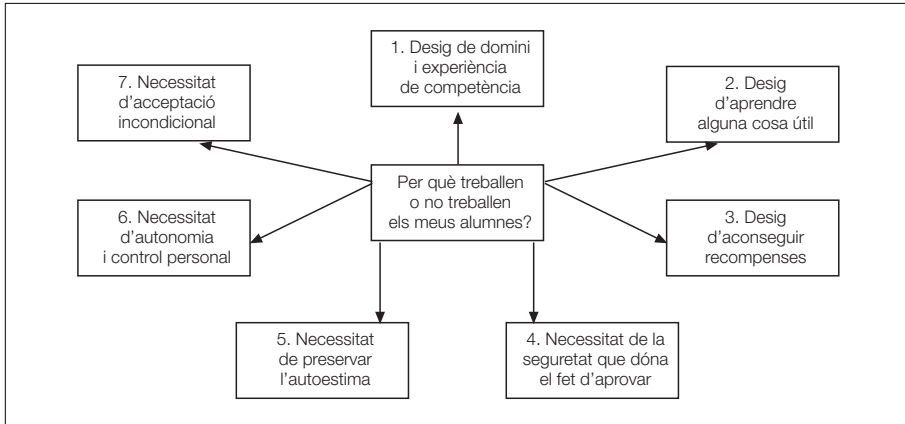 1. Desig de domini
i experiència
de competència
2. Desig
d'aprendre
alguna cosa útil
3. Desig
d'aconseguir
recompenses
4. Necessitat de la
seguretat que dóna
el fet d'aprovar
5. Necessitat
de preservar
l'autoestima
6. Necessitat
d'autonomia
i control personal
7. Necessitat
d'acceptació
incondicional
Per què treballen
o no treballen
els meus alumnes?